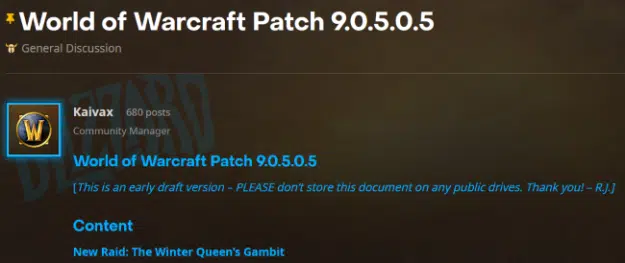 World of Warcraft Patch 9.0.5.0.5
General Discussion
BLIZZARD
W
Kaivax 680 posts
Community Manager
World of Warcraft Patch 9.0.5.0.5
[This is an early draft version – PLEASE don't store this document on any public drives. Thank you! – R.J.]
Content
New Raid: The Winter Queen's Gambit